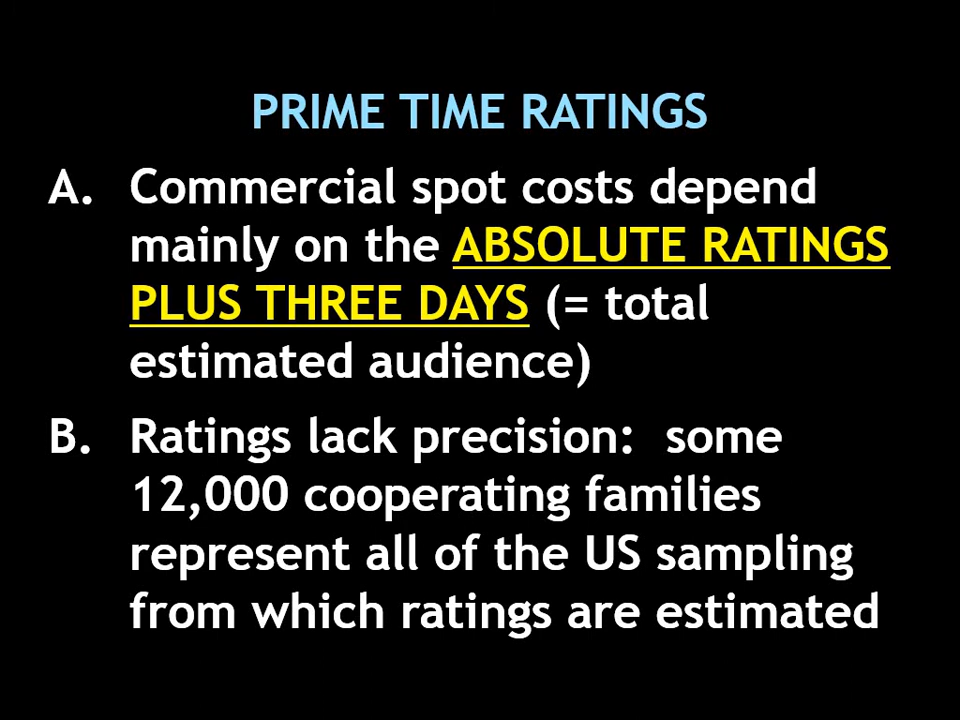 PRIME TIME RATINGS
A. Commercial spot costs depend
mainly on the ABSOLUTE RATINGS
PLUS THREE DAYS (= total
estimated audience)
B. Ratings lack precision: some
12,000 cooperating families
represent all of the US sampling
from which ratings are estimated